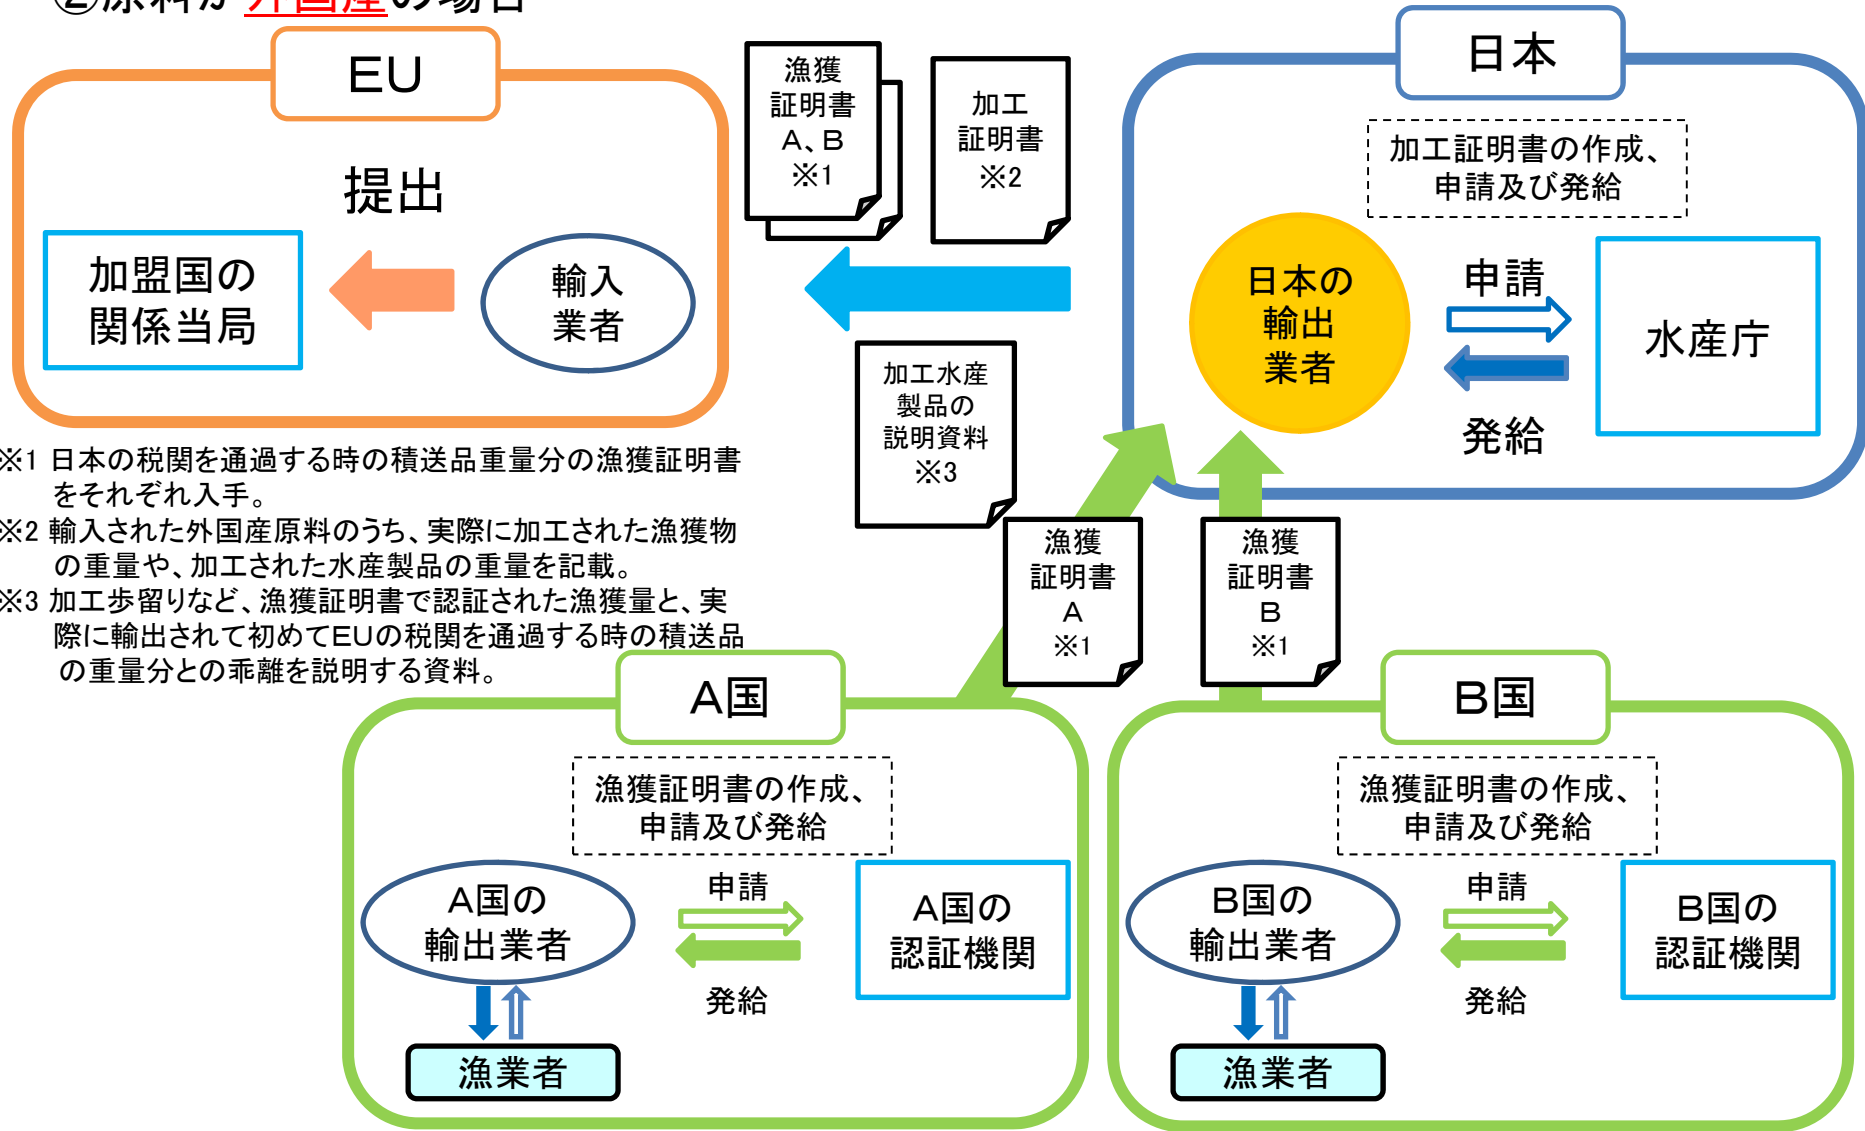 ②原料が外国産の場合
EU
提出
加盟国の
関係当局
輸入
業者
漁獲
証明書
A、B
※1
加工
証明書
※2
加工水産
製品の
説明資料
※3
日本
加工証明書の作成、
申請及び発給
日本の
輸出
業者
申請
発給
水産庁
※1 日本の税関を通過する時の積送品重量分の漁獲証明書
をそれぞれ入手。
※2 輸入された外国産原料のうち、実際に加工された漁獲物
の重量や、加工された水産製品の重量を記載。
※3 加工歩留りなど、漁獲証明書で認証された漁獲量と、実
際に輸出されて初めてEUの税関を通過する時の積送品
の重量分との乖離を説明する資料。
漁獲
証明書
A
※1
漁獲
証明書
B
※1
A国
漁獲証明書の作成、
申請及び発給
A国の
輸出業者
申請
発給
A国の
認証機関
漁業者
B国
漁獲証明書の作成、
申請及び発給
B国の
輸出業者
申請
発給
B国の
認証機関
漁業者